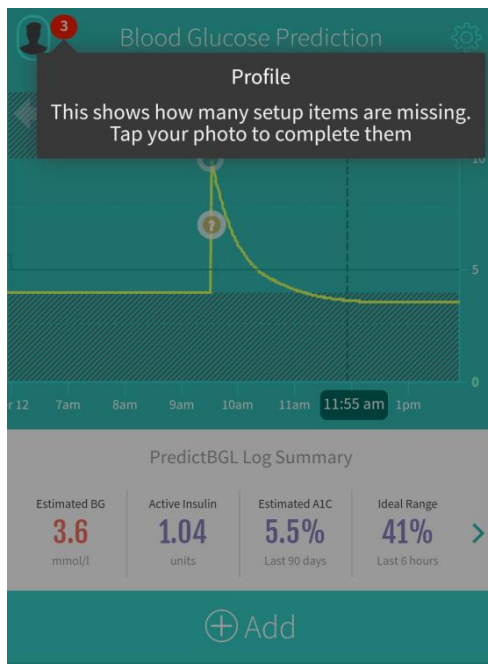 3
Blood Glucose Prediction
Profile
This shows how many setup items are missing.
Tap your photo to complete them
10
?
5
0
r 12 7am 8am 9am 10am 11am 11:55 am 1pm
PredictBGL Log Summary
Estimated BG Active Insulin Estimated A1C Ideal Range
3.6 1.04 5.5% 41%
mmol/l units Last 90 days Last 6 hours
Add